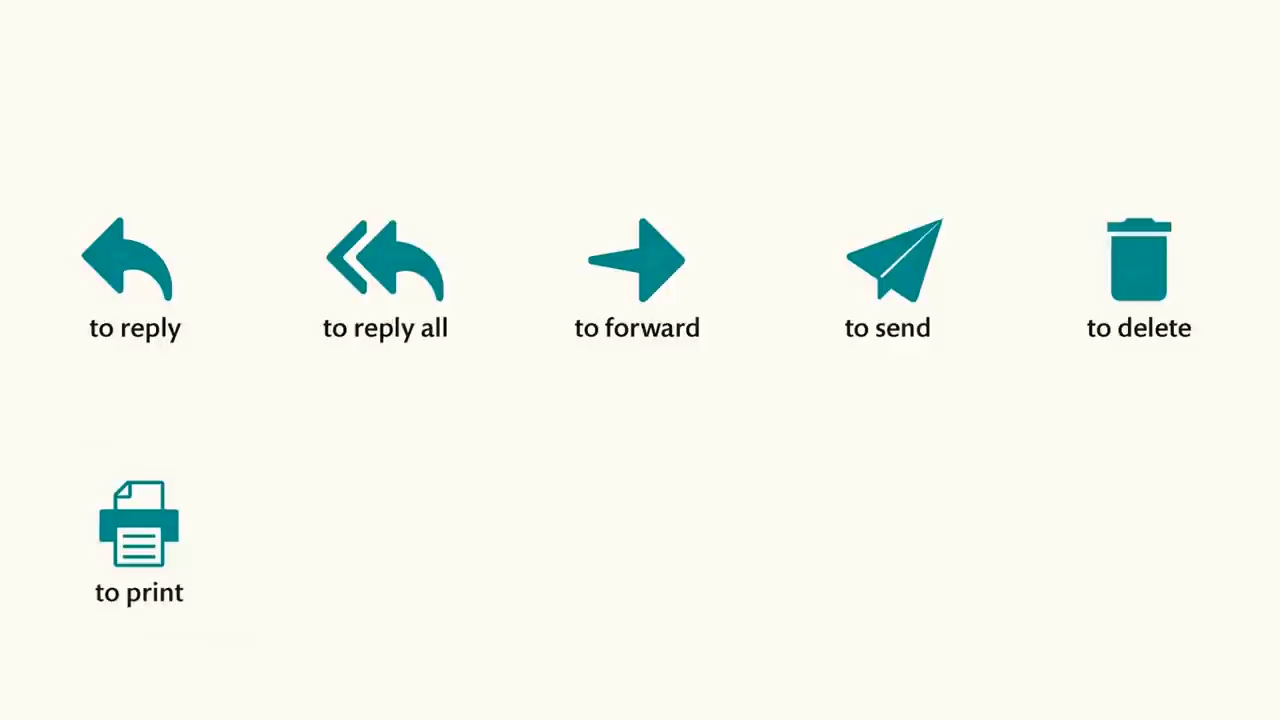 to reply
to reply all
to forward
to send
to delete
to print